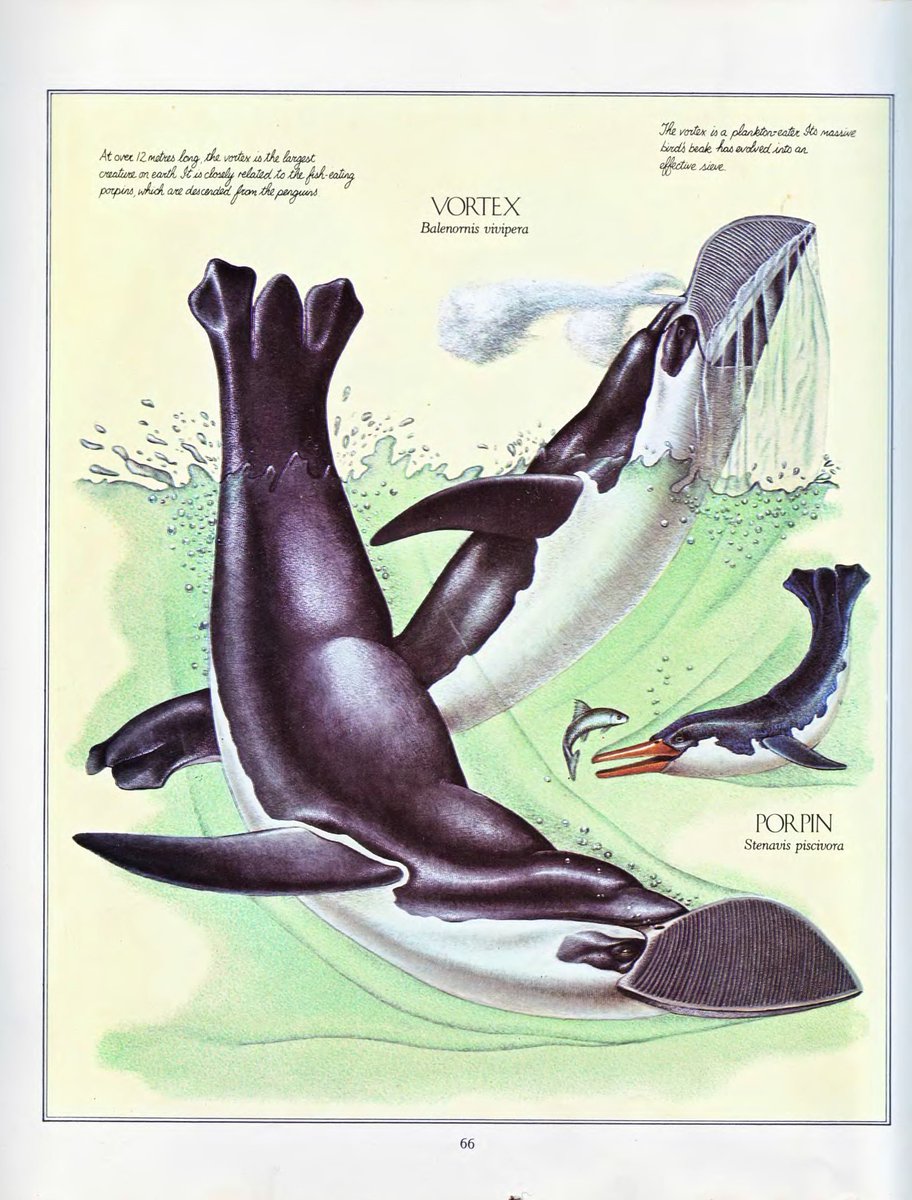 At over 12 metres long, the vortex is the largest
creature on earth. It is closely related to the fish-eating
porpins, which are descended from the penguins
The vortex is a plankton-eater. Its massive
bird's beak has evolved into an
effective sieve.
VORTEX
Balenornis vivipera
PORPIN
Stenavis piscivora
66